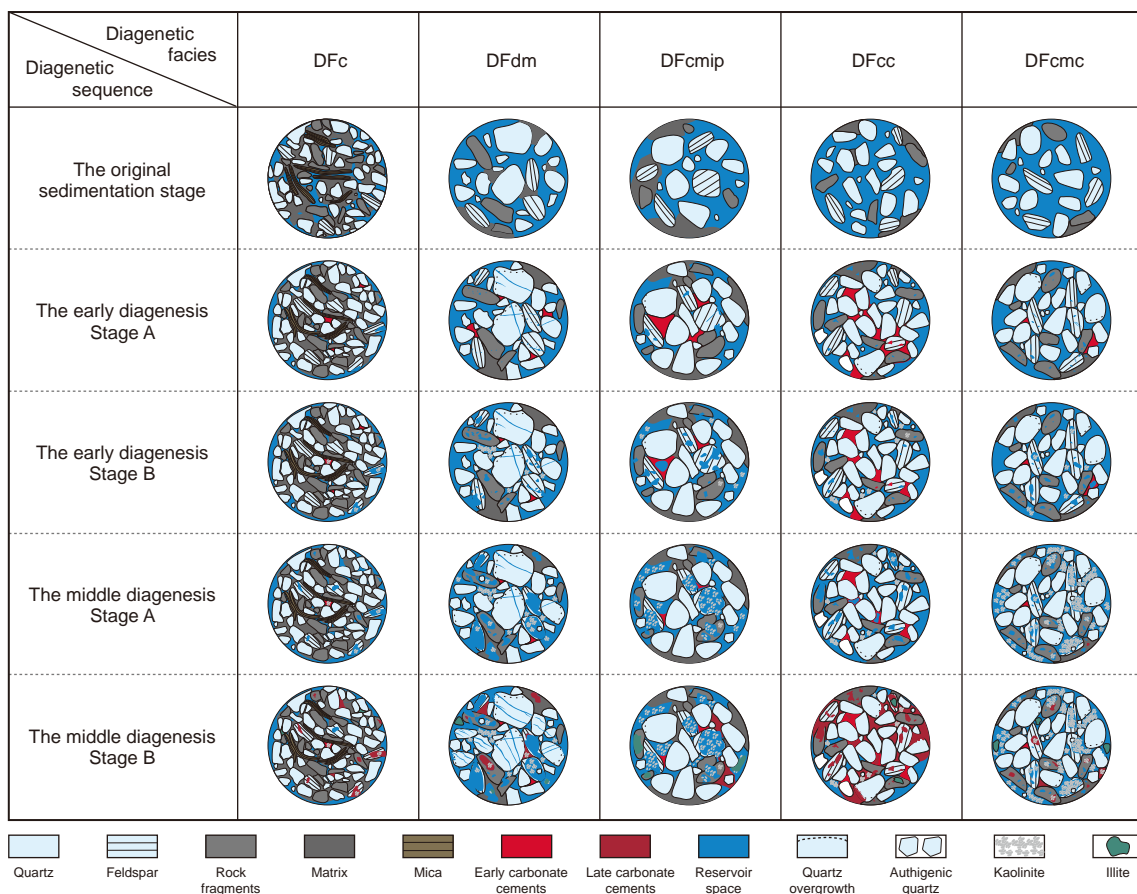 Diagenetic
facies
Diagenetic
sequence
DFc
DFdm
DFcmip
DFcc
DFcmc
The original
sedimentation stage
The early diagenesis
Stage A
The early diagenesis
Stage B
The middle diagenesis
Stage A
The middle diagenesis
Stage B
Quartz
Feldspar
Rock
fragments
Matrix
Mica
Early carbonate
cements
Late carbonate
cements
Reservoir
space
Quartz
overgrowth
Authigenic
quartz
Kaolinite
Illite